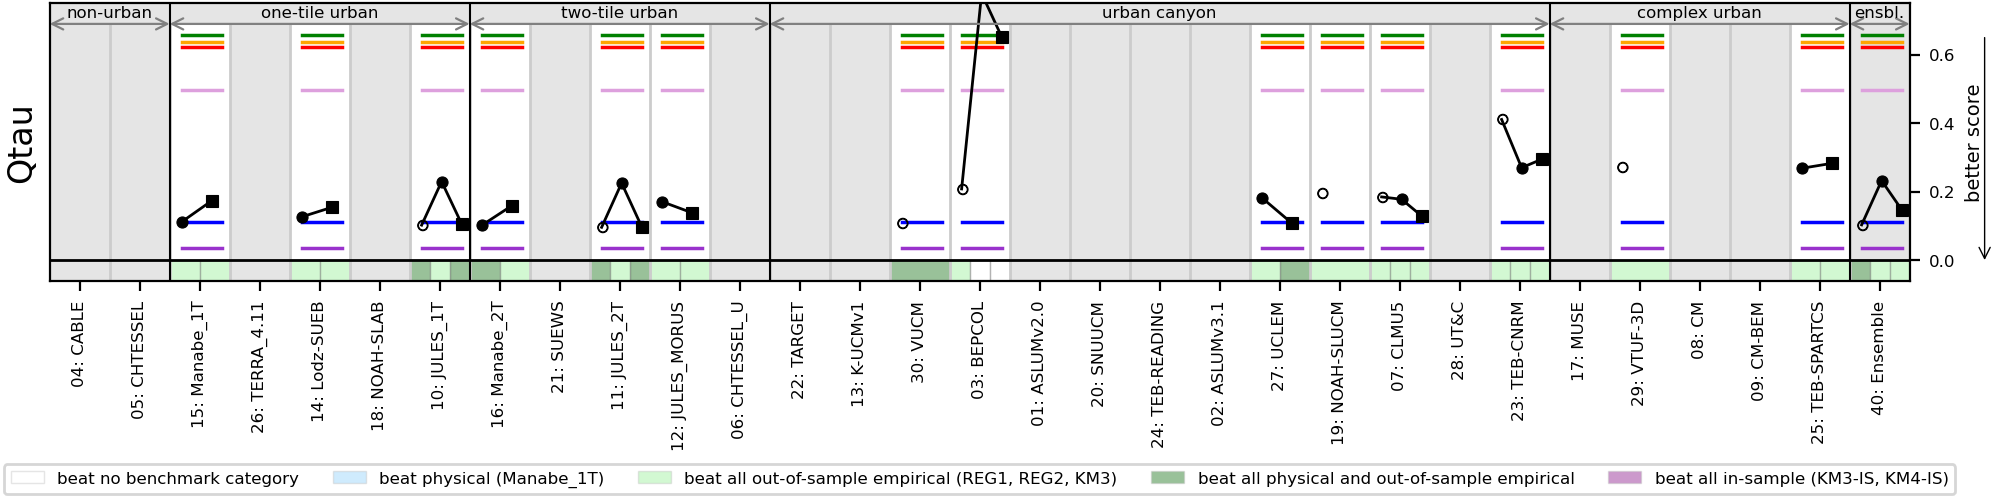 non-urban
one-tile urban
two-tile urban
urban canyon
complex urban
ensbl.
Qtau
0.6
0.4
0.2
0.0
better score
04: CABLE
05: CHTESSEL
15: Manabe_1T
26: TERRA_4.11
14: Lodz-SUEB
18: NOAH-SLAB
10: JULES_1T
16: Manabe_2T
21: SUEWS
11: JULES_2T
12: JULES_MORUS
06: CHTESSEL_U
22: TARGET
13: K-UCMv1
30: VUCM
03: BEPCOL
01: ASLUMv2.0
20: SNUUCM
24: TEB-READING
02: ASLUMv3.1
27: UCLEM
19: NOAH-SLUCM
07: CLMU5
28: UT&C
23: TEB-CNRM
17: MUSE
29: VTUF-3D
08: CM
09: CM-BEM
25: TEB-SPARTCS
40: Ensemble
beat no benchmark category
beat physical (Manabe_1T)
beat all out-of-sample empirical (REG1, REG2, KM3)
beat all physical and out-of-sample empirical
beat all in-sample (KM3-IS, KM4-IS)